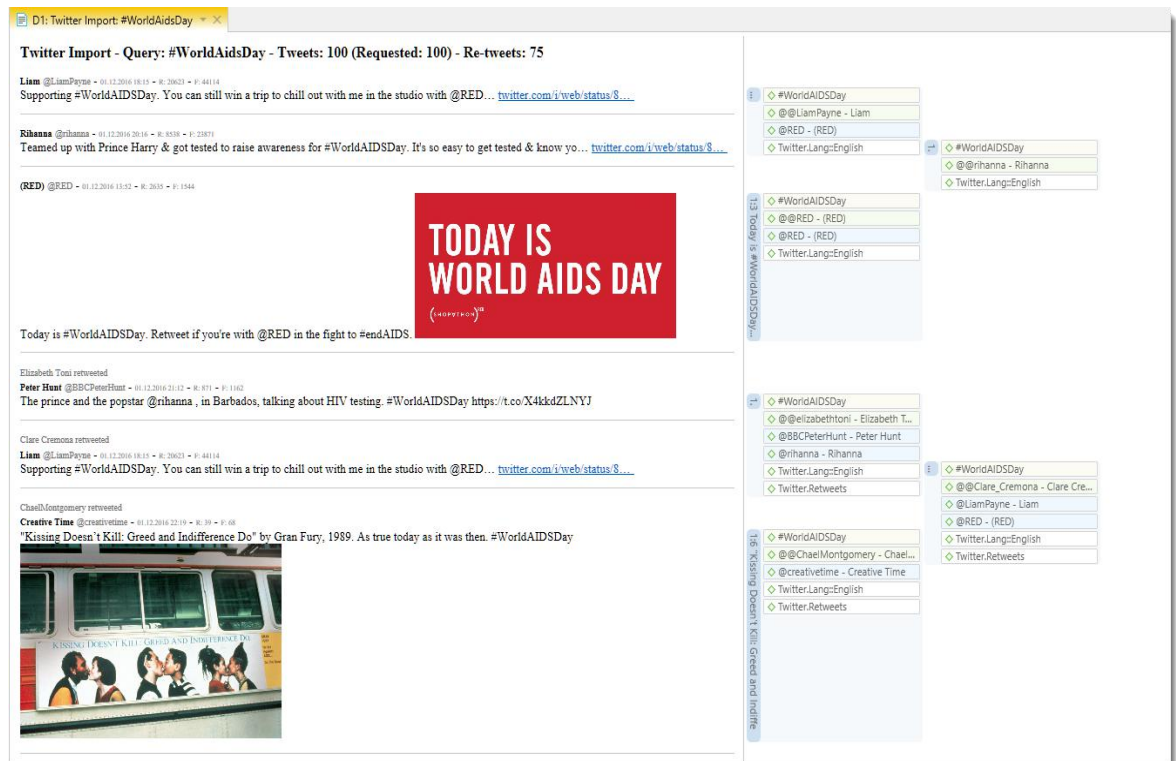 D1: Twitter Import: #WorldAidsDay
Twitter Import - Query: #WorldAidsDay - Tweets: 100 (Requested: 100) - Re-tweets: 75
Liam @LiamPayne - 01.12.2016 18:15 - R: 20623 - F: 44114
Supporting #WorldAIDSDay. You can still win a trip to chill out with me in the studio with @RED… twitter.com/i/web/status/8…
Rihanna @rihanna - 01.12.2016 20:16 - R: 8538 - F: 23871
Teamed up with Prince Harry & got tested to raise awareness for #WorldAIDSDay. It's so easy to get tested & know yo… twitter.com/i/web/status/8…
(RED) @RED - 01.12.2016 13:52 - R: 2635 - F: 1544
TODAY IS
WORLD AIDS DAY
(SHOPATHON)RED
Today is #WorldAIDSDay. Retweet if you're with @RED in the fight to #endAIDS.
Elizabeth Toni retweeted
Peter Hunt @BBCPeterHunt - 01.12.2016 21:12 - R: 871 - F: 1162
The prince and the popstar @rihanna , in Barbados, talking about HIV testing. #WorldAIDSDay https://t.co/X4kkdZLNYJ
Clare Cremona retweeted
Liam @LiamPayne - 01.12.2016 18:15 - R: 20623 - F: 44114
Supporting #WorldAIDSDay. You can still win a trip to chill out with me in the studio with @RED… twitter.com/i/web/status/8…
ChaelMontgomery retweeted
Creative Time @creativetime - 01.12.2016 22:19 - R: 39 - F: 68
"Kissing Doesn't Kill: Greed and Indifference Do" by Gran Fury, 1989. As true today as it was then. #WorldAIDSDay
KISSING DOESN'T KILL: GREED AND INDIFFERENCE DO.
#WorldAIDSDay
@@LiamPayne - Liam
@RED - (RED)
Twitter.Lang::English
#WorldAIDSDay
@@rihanna - Rihanna
Twitter.Lang::English
1:3 Today is #WorldAIDSDay…
#WorldAIDSDay
@@RED - (RED)
@RED - (RED)
Twitter.Lang::English
#WorldAIDSDay
@@elizabethtoni - Elizabeth T...
@BBCPeterHunt - Peter Hunt
@rihanna - Rihanna
Twitter.Lang::English
Twitter.Retweets
#WorldAIDSDay
@@Clare_Cremona - Clare Cre...
@LiamPayne - Liam
@RED - (RED)
Twitter.Lang::English
Twitter.Retweets
1:6 "Kissing Doesn't Kill: Greed and Indiffe
#WorldAIDSDay
@@ChaelMontgomery - Chael...
@creativetime - Creative Time
Twitter.Lang::English
Twitter.Retweets